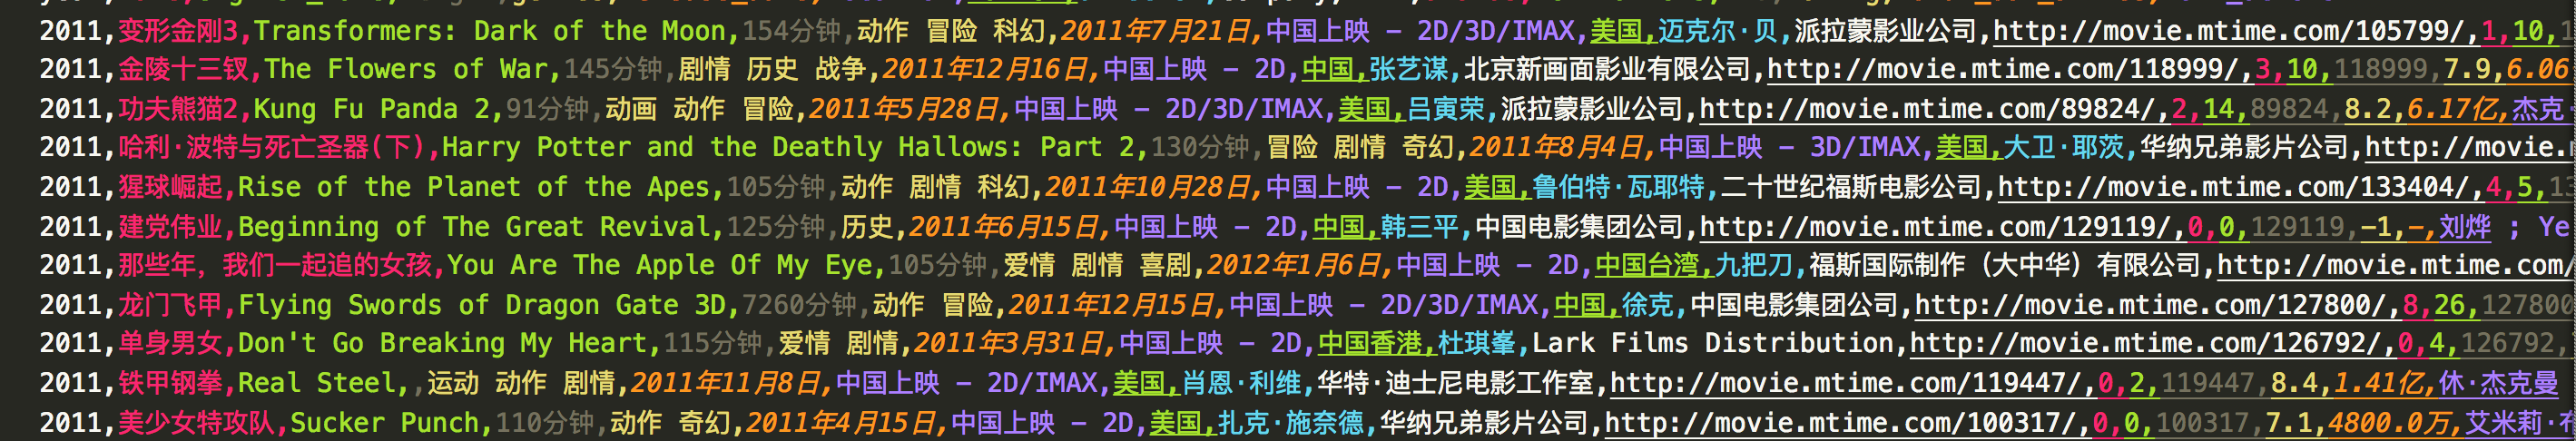 2011,变形金刚3,Transformers: Dark of the Moon,154分钟,动作 冒险 科幻,2011年7月21日,中国上映 - 2D/3D/IMAX,美国,迈克尔·贝,派拉蒙影业公司,http://movie.mtime.com/105799/,1,10,
2011,金陵十三钗,The Flowers of War,145分钟,剧情 历史 战争,2011年12月16日,中国上映 - 2D,中国,张艺谋,北京新画面影业有限公司,http://movie.mtime.com/118999/,3,10,118999,7.9,6.06
2011,功夫熊猫2,Kung Fu Panda 2,91分钟,动画 动作 冒险,2011年5月28日,中国上映 - 2D/3D/IMAX,美国,吕寅荣,派拉蒙影业公司,http://movie.mtime.com/89824/,2,14,89824,8.2,6.17亿,杰克
2011,哈利·波特与死亡圣器(下),Harry Potter and the Deathly Hallows: Part 2,130分钟,冒险 剧情 奇幻,2011年8月4日,中国上映 - 3D/IMAX,美国,大卫·耶茨,华纳兄弟影片公司,http://movie.
2011,猩球崛起,Rise of the Planet of the Apes,105分钟,动作 剧情 科幻,2011年10月28日,中国上映 - 2D,美国,鲁伯特·瓦耶特,二十世纪福斯电影公司,http://movie.mtime.com/133404/,4,5,
2011,建党伟业,Beginning of The Great Revival,125分钟,历史,2011年6月15日,中国上映 - 2D,中国,韩三平,中国电影集团公司,http://movie.mtime.com/129119/,0,0,129119,-1,-,刘烨 ; Ye
2011,那些年，我们一起追的女孩,You Are The Apple Of My Eye,105分钟,爱情 剧情 喜剧,2012年1月6日,中国上映 - 2D,中国台湾,九把刀,福斯国际制作（大中华）有限公司,http://movie.mtime.com/
2011,龙门飞甲,Flying Swords of Dragon Gate 3D,7260分钟,动作 冒险,2011年12月15日,中国上映 - 2D/3D/IMAX,中国,徐克,中国电影集团公司,http://movie.mtime.com/127800/,8,26,127800
2011,单身男女,Don't Go Breaking My Heart,115分钟,爱情 剧情,2011年3月31日,中国上映 - 2D,中国香港,杜琪峯,Lark Films Distribution,http://movie.mtime.com/126792/,0,4,126792,
2011,铁甲钢拳,Real Steel,,运动 动作 剧情,2011年11月8日,中国上映 - 2D/IMAX,美国,肖恩·利维,华特·迪士尼电影工作室,http://movie.mtime.com/119447/,0,2,119447,8.4,1.41亿,休·杰克曼
2011,美少女特攻队,Sucker Punch,110分钟,动作 奇幻,2011年4月15日,中国上映 - 2D,美国,扎克·施奈德,华纳兄弟影片公司,http://movie.mtime.com/100317/,0,0,100317,7.1,4800.0万,艾米莉·